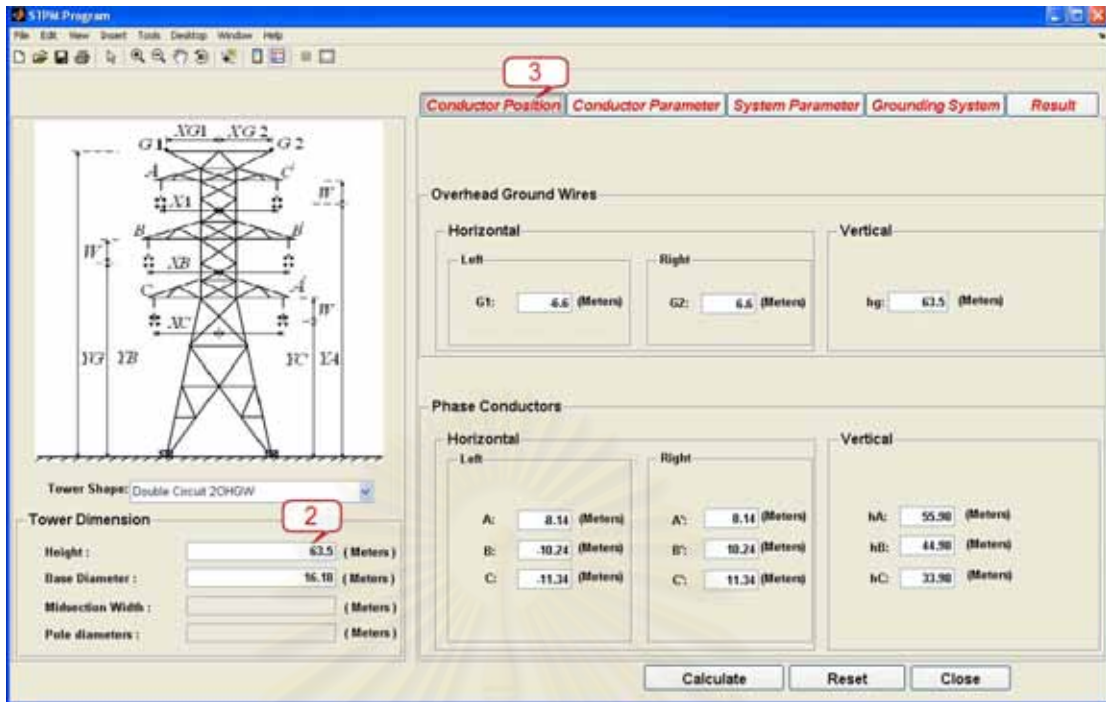 STPM Program
File Edit View Insert Tools Desktop Window Help
3
Conductor Position Conductor Parameter System Parameter Grounding System Result
XG1 XG2
G1 G2
A C'
W
X1
B B'
W
XB
C A'
W
XC
YG YB YC YA
Tower Shape: Double Circuit 2OHGW
Tower Dimension
2
Height : 63.5 ( Meters )
Base Diameter : 16.18 ( Meters )
Midsection Width : ( Meters )
Pole diameters : ( Meters )
Overhead Ground Wires
Horizontal Vertical
Left Right
G1: -6.6 (Meters) G2: 6.6 (Meters) hg: 63.5 (Meters)
Phase Conductors
Horizontal Vertical
Left Right
A: 8.14 (Meters) A': 8.14 (Meters) hA: 55.98 (Meters)
B: -10.24 (Meters) B': 10.24 (Meters) hB: 44.98 (Meters)
C: -11.34 (Meters) C': 11.34 (Meters) hC: 33.98 (Meters)
Calculate Reset Close